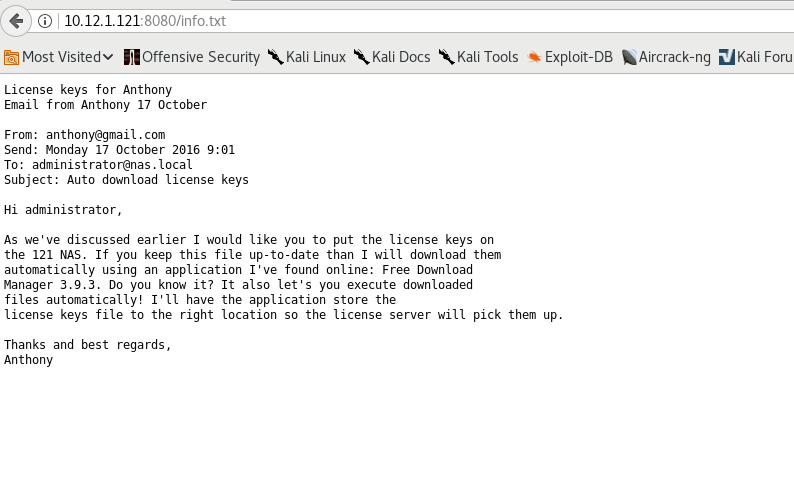 10.12.1.121:8080/info.txt
Most Visited Offensive Security Kali Linux Kali Docs Kali Tools Exploit-DB Aircrack-ng Kali Foru
License keys for Anthony
Email from Anthony 17 October
From: anthony@gmail.com
Send: Monday 17 October 2016 9:01
To: administrator@nas.local
Subject: Auto download license keys
Hi administrator,
As we've discussed earlier I would like you to put the license keys on
the 121 NAS. If you keep this file up-to-date than I will download them
automatically using an application I've found online: Free Download
Manager 3.9.3. Do you know it? It also let's you execute downloaded
files automatically! I'll have the application store the
license keys file to the right location so the license server will pick them up.
Thanks and best regards,
Anthony